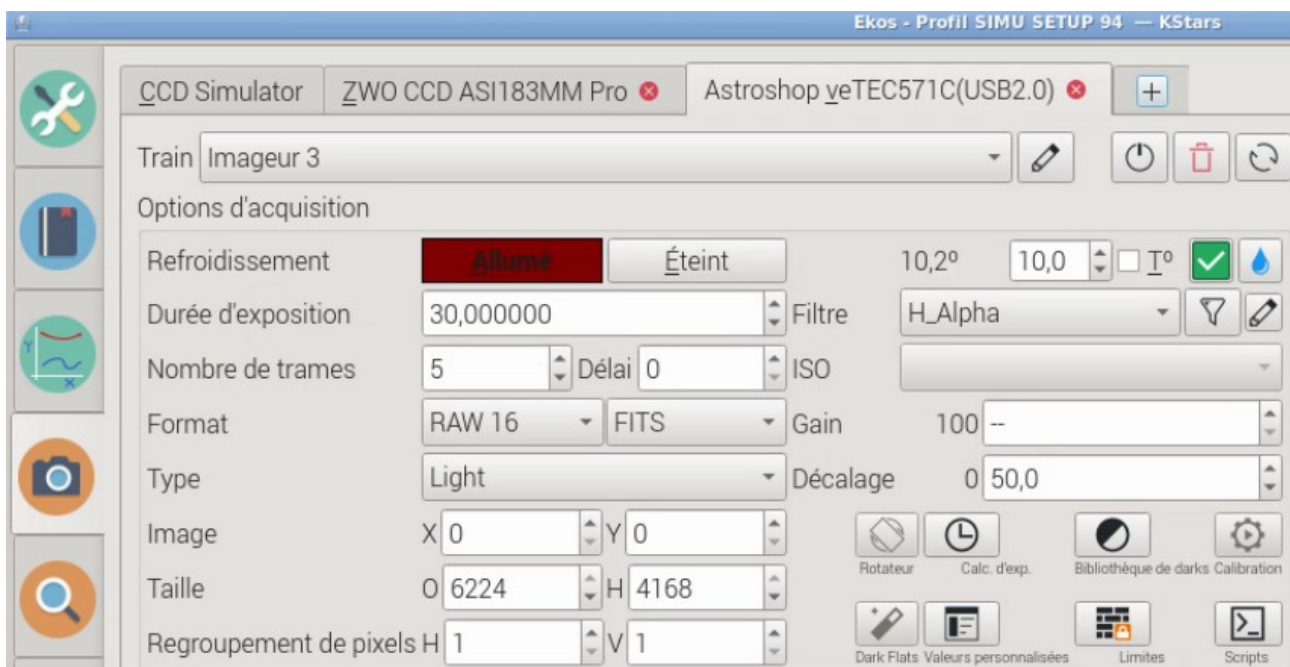 Ekos - Profil SIMU SETUP 94 — KStars
CCD Simulator ZWO CCD ASI183MM Pro Astroshop veTEC571C(USB2.0)
Train Imageur 3
Options d'acquisition
Refroidissement Allumé Éteint 10,2º 10,0 Tº
Durée d'exposition 30,000000 Filtre H_Alpha
Nombre de trames 5 Délai 0 ISO
Format RAW 16 FITS Gain 100 --
Type Light Décalage 0 50,0
Image X 0 Y 0
Rotateur Calc. d'exp. Bibliothèque de darks Calibration
Taille O 6224 H 4168
Regroupement de pixels H 1 V 1
Dark Flats Valeurs personnalisées Limites Scripts